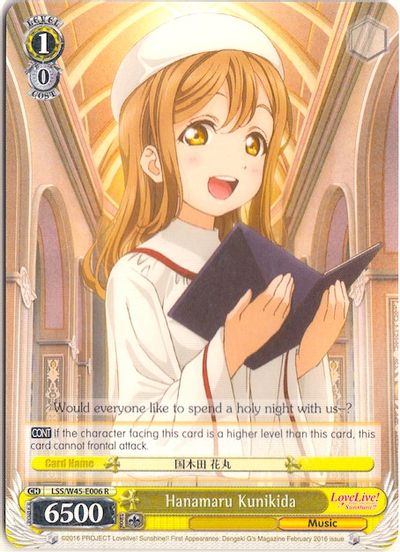 LEVEL
1
0
COST
Would everyone like to spend a holy night with us~?
CONT If the character facing this card is a higher level than this card, this
card cannot frontal attack.
Card Name
国木田 花丸
CH LSS/W45-E006 R
Hanamaru Kunikida
LoveLive!
Sunshine!!
6500
Music
©2016 PROJECT Lovelive! Sunshine!! First Appearance: Dengeki G's Magazine February 2016 issue